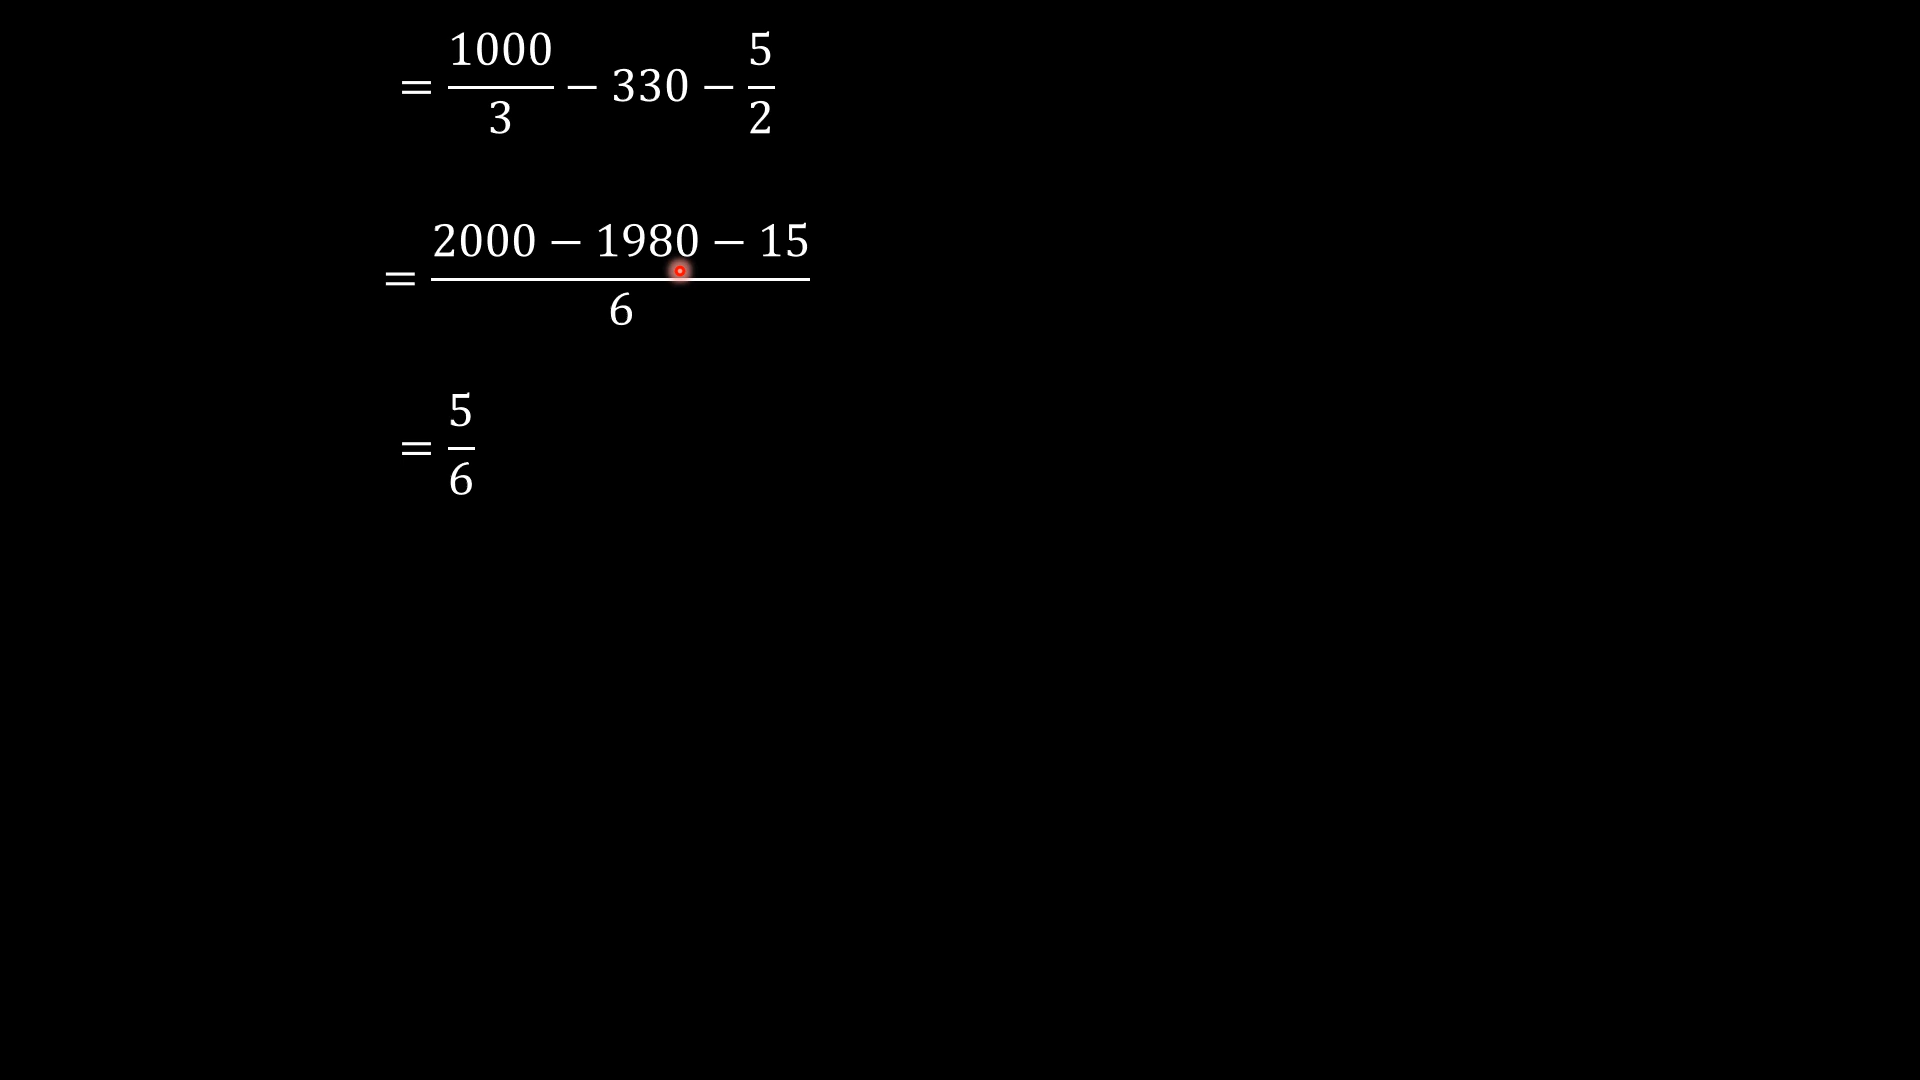 = 1000/3 − 330 − 5/2
= (2000 − 1980 − 15)/6
= 5/6